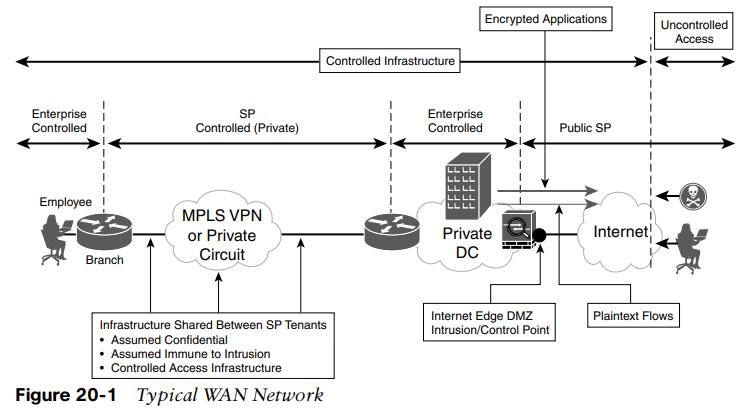 Encrypted Applications
Uncontrolled
Access
Controlled Infrastructure
Enterprise
Controlled
SP
Controlled (Private)
Enterprise
Controlled
Public SP
Employee
Branch
MPLS VPN
or Private
Circuit
Private
DC
Internet
Infrastructure Shared Between SP Tenants
• Assumed Confidential
• Assumed Immune to Intrusion
• Controlled Access Infrastructure
Internet Edge DMZ
Intrusion/Control Point
Plaintext Flows
Figure 20-1 Typical WAN Network